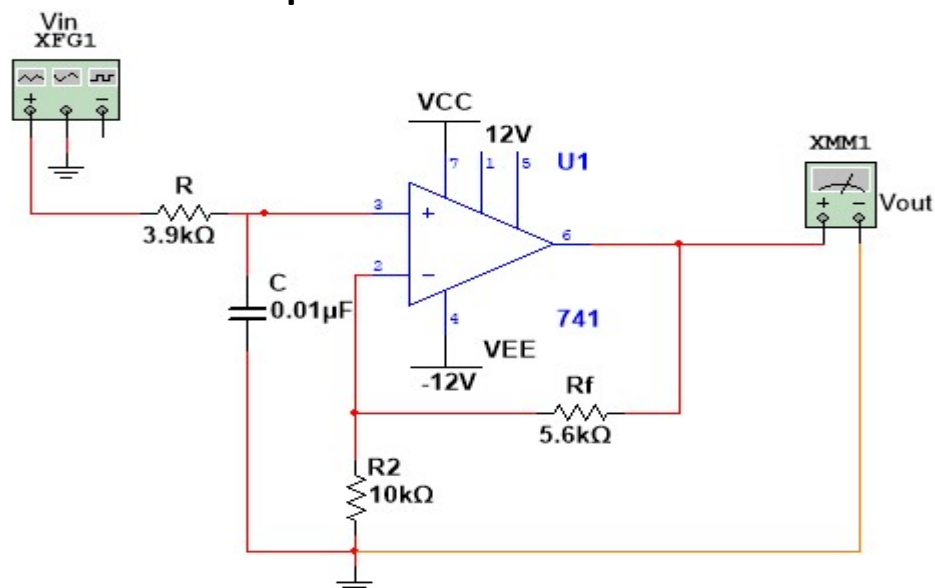 Vin
XFG1
+
−
VCC
12V
7
1
5
U1
XMM1
+
−
Vout
R
3.9kΩ
3
+
6
2
−
C
0.01µF
4
741
VEE
-12V
Rf
5.6kΩ
R2
10kΩ